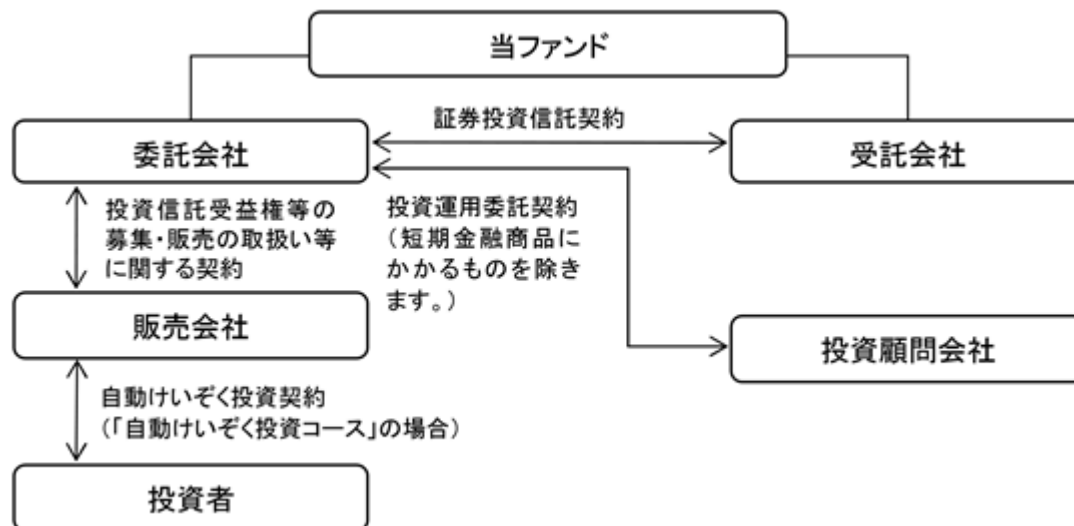 当ファンド
証券投資信託契約
委託会社
受託会社
投資信託受益権等の
募集・販売の取扱い等
に関する契約
投資運用委託契約
（短期金融商品に
かかるものを除き
ます。）
販売会社
投資顧問会社
自動けいぞく投資契約
（「自動けいぞく投資コース」の場合）
投資者